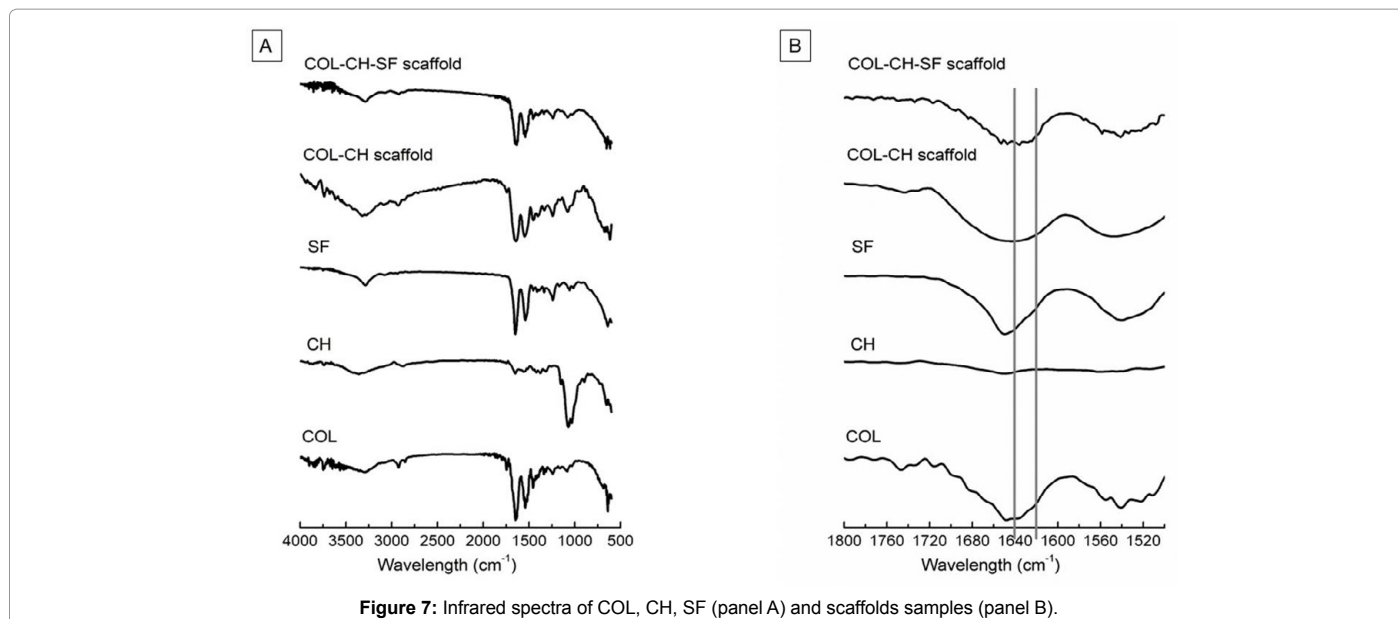 A
COL-CH-SF scaffold
COL-CH scaffold
SF
CH
COL
4000 3500 3000 2500 2000 1500 1000 500
Wavelength (cm-1)
B
COL-CH-SF scaffold
COL-CH scaffold
SF
CH
COL
1800 1760 1720 1680 1640 1600 1560 1520
Wavelength (cm-1)
Figure 7: Infrared spectra of COL, CH, SF (panel A) and scaffolds samples (panel B).